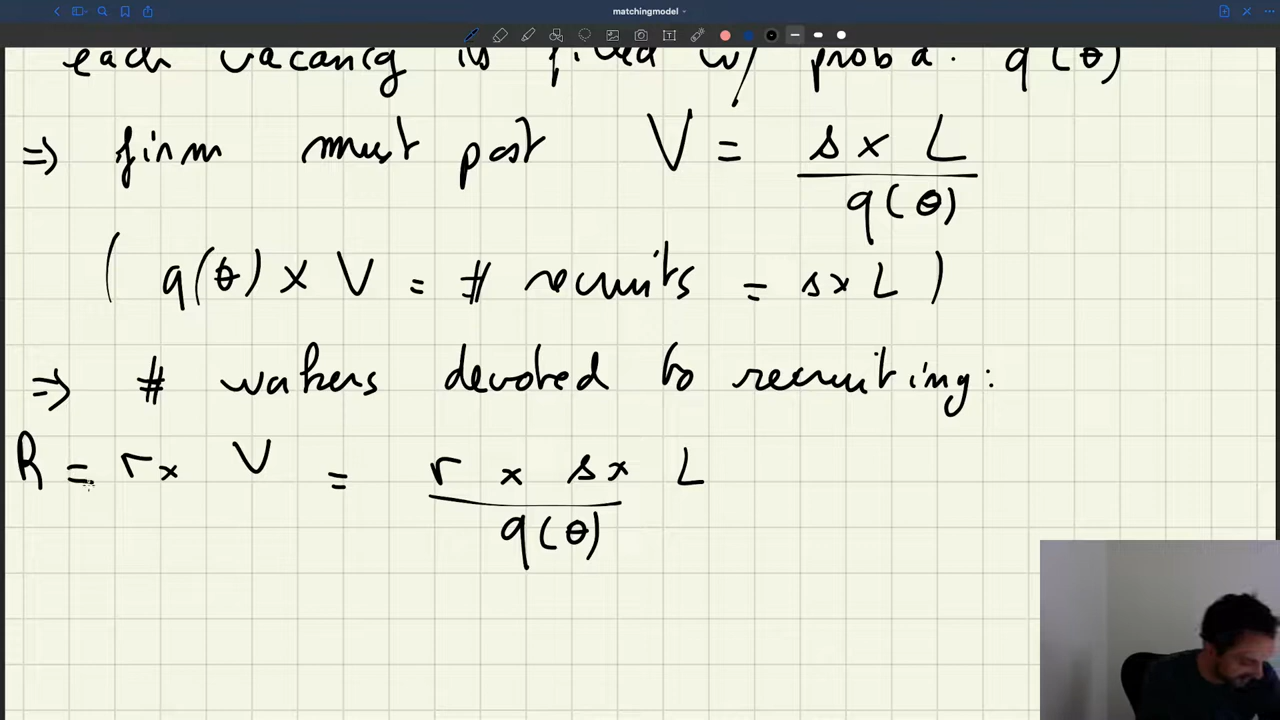 matchingmodel
each vacancy is filled w/ proba. q(θ)
⇒ firm must post V = s x L / q(θ)
( q(θ) x V = # recruits = s x L )
⇒ # workers devoted to recruiting:
R = r x V = r x s x L / q(θ)